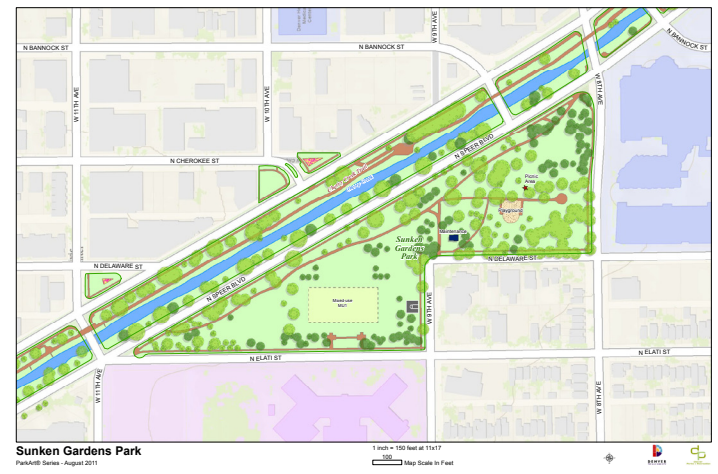 N BANNOCK ST
N BANNOCK ST
N BANNOCK ST
W 11TH AVE
W 10TH AVE
W 9TH AVE
W 8TH AVE
N CHEROKEE ST
N SPEER BLVD
Picnic
Area
Playground
Maintenance
Sunken
Gardens
Park
N DELAWARE ST
N DELAWARE ST
N SPEER BLVD
Mixed-use
W 9TH AVE
N ELATI ST
N ELATI ST
W 11TH AVE
W 8TH AVE
Sunken Gardens Park
ParkArt® Series - August 2011
1 inch = 150 feet at 11x17
100
Map Scale In Feet
DENVER